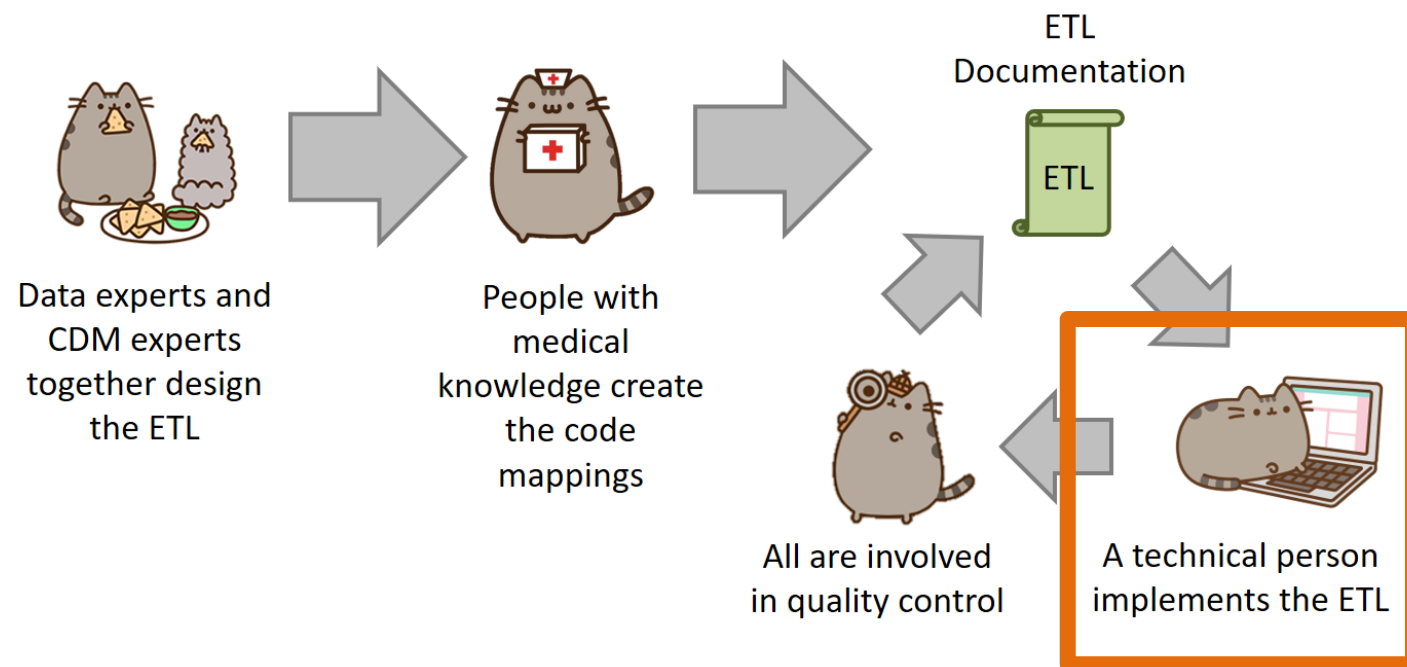 Data experts and
CDM experts
together design
the ETL
People with
medical
knowledge create
the code
mappings
ETL
Documentation
ETL
A technical person
implements the ETL
All are involved
in quality control